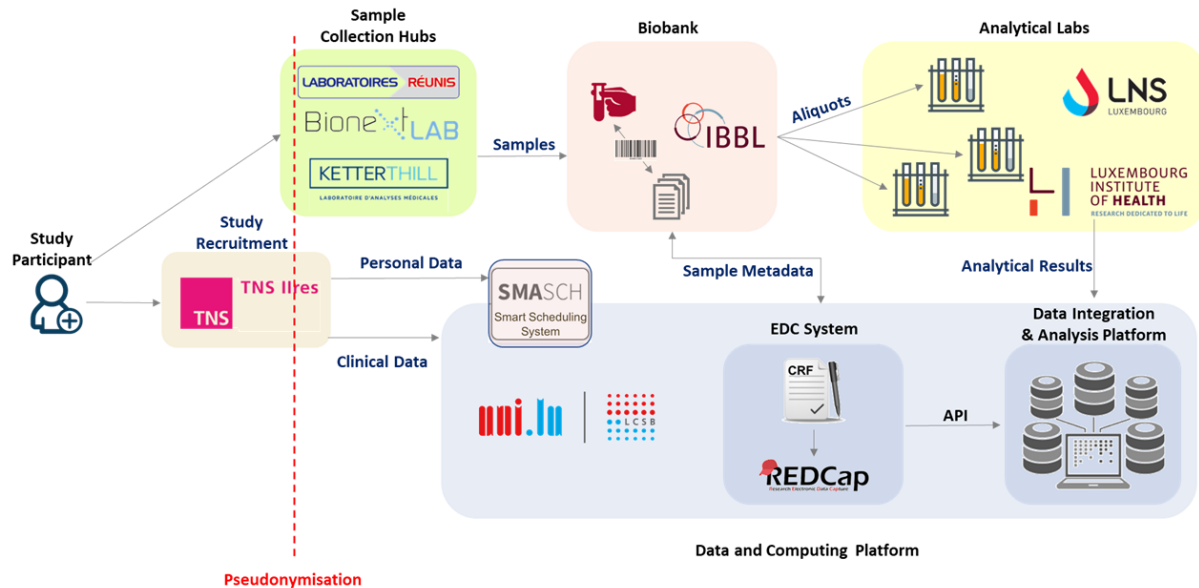 Sample
Collection Hubs
LABORATOIRES RÉUNIS
Bionext LAB
KETTERTHILL
LABORATOIRE D'ANALYSES MÉDICALES
Samples
Biobank
IBBL
Aliquots
Analytical Labs
LNS
LUXEMBOURG
LUXEMBOURG
INSTITUTE
OF HEALTH
RESEARCH DEDICATED TO LIFE
Study
Participant
Study
Recruitment
TNS Ilres
TNS
Personal Data
Clinical Data
SMASCH
Smart Scheduling
System
Sample Metadata
Analytical Results
uni.lu
LCSB
EDC System
CRF
REDCap
Research Electronic Data Capture
API
Data Integration
& Analysis Platform
Data and Computing Platform
Pseudonymisation